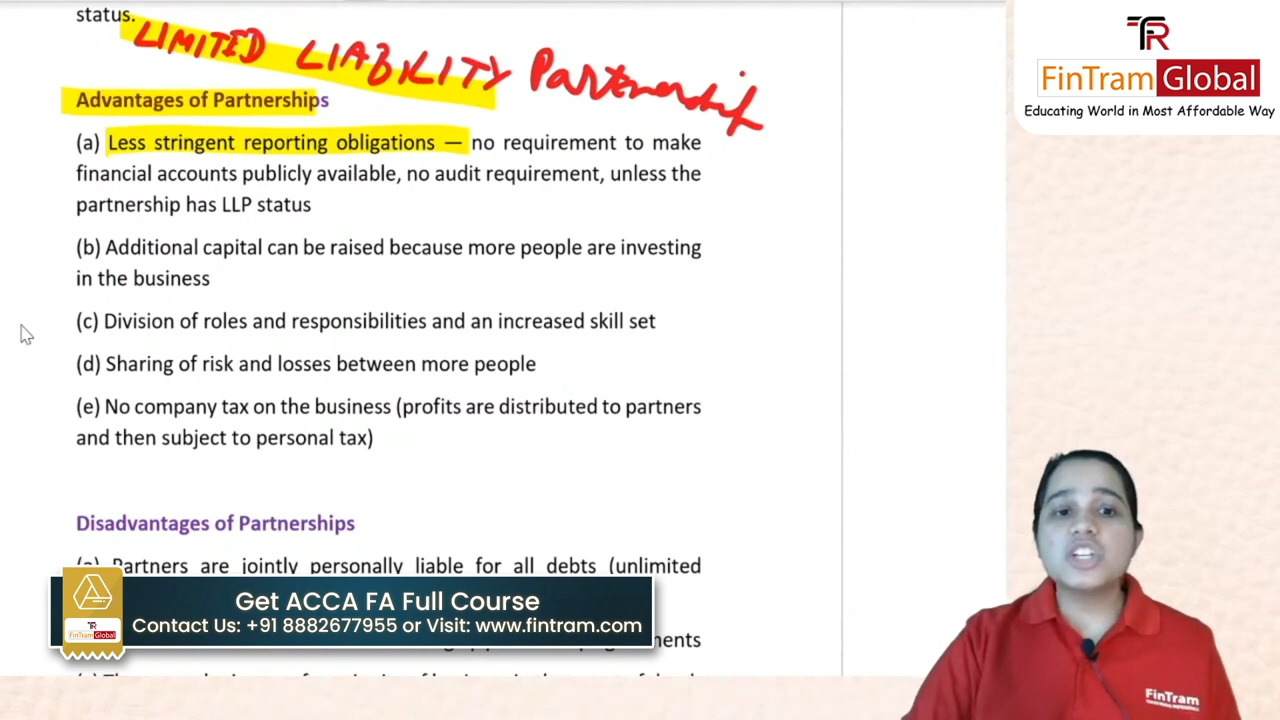 status.
LIMITED LIABILITY Partnership
Advantages of Partnerships
(a) Less stringent reporting obligations — no requirement to make
financial accounts publicly available, no audit requirement, unless the
partnership has LLP status
(b) Additional capital can be raised because more people are investing
in the business
(c) Division of roles and responsibilities and an increased skill set
(d) Sharing of risk and losses between more people
(e) No company tax on the business (profits are distributed to partners
and then subject to personal tax)
Disadvantages of Partnerships
(a) Partners are jointly personally liable for all debts (unlimited
Get ACCA FA Full Course
Contact Us: +91 8882677955 or Visit: www.fintram.com
FinTram Global
TR
FinTram Global
Educating World in Most Affordable Way
FinTram